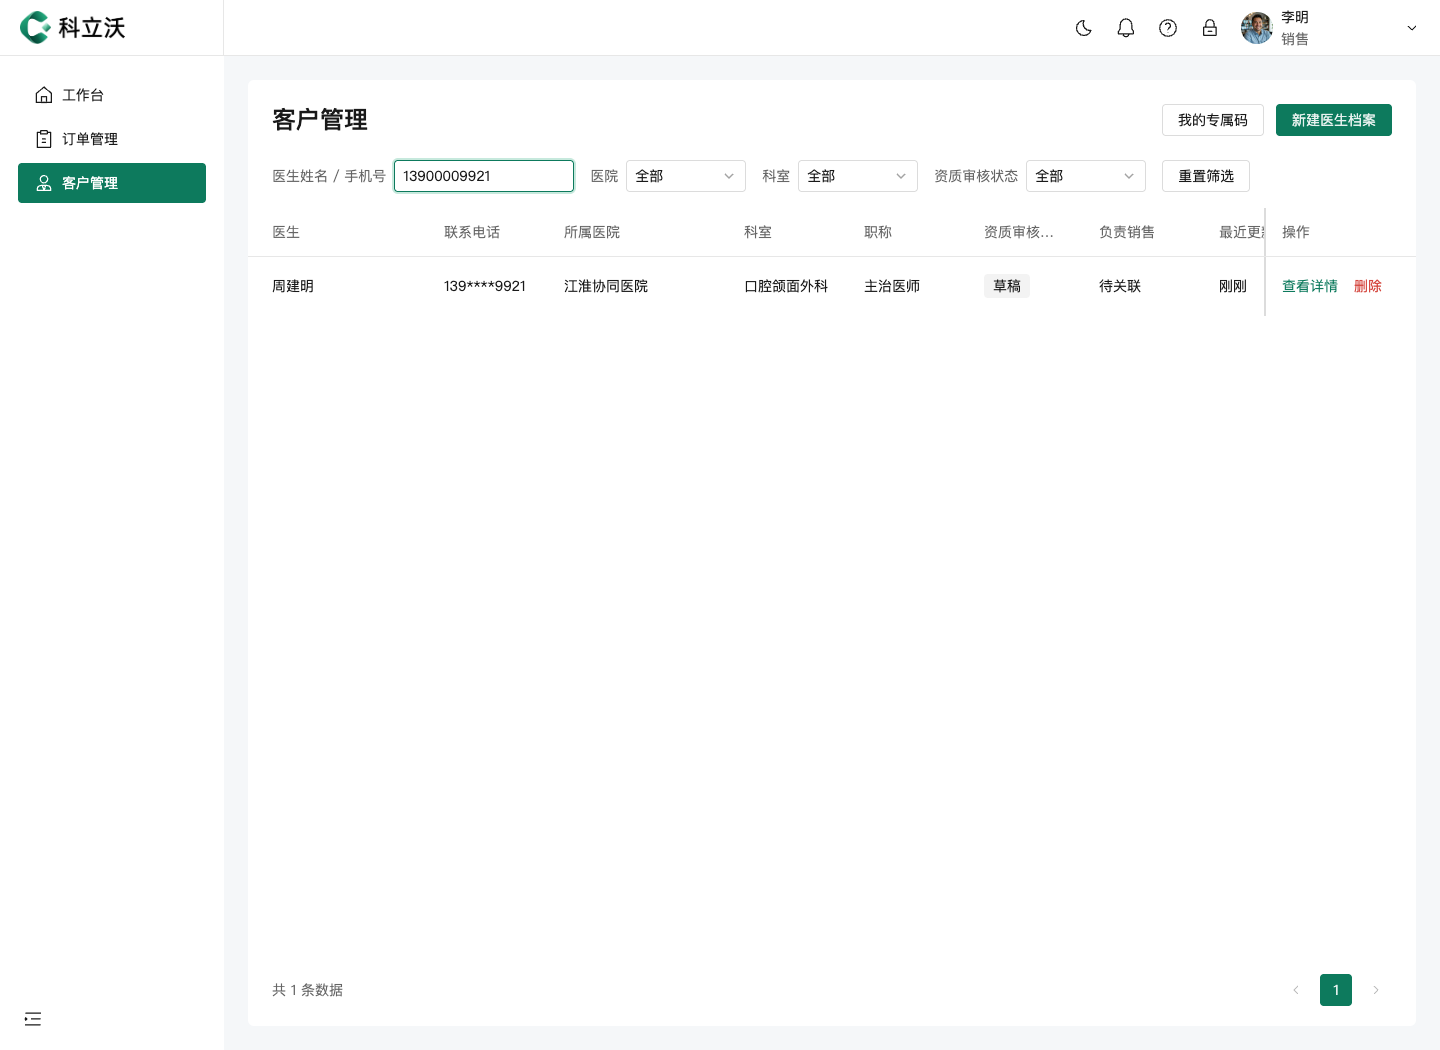 科立沃
李明
销售
工作台
订单管理
客户管理
客户管理
我的专属码
新建医生档案
医生姓名 / 手机号 13900009921 医院 全部 科室 全部 资质审核状态 全部 重置筛选
医生 联系电话 所属医院 科室 职称 资质审核... 负责销售 最近更 操作
周建明 139****9921 江淮协同医院 口腔颌面外科 主治医师 草稿 待关联 刚刚 查看详情 删除
共 1 条数据
1